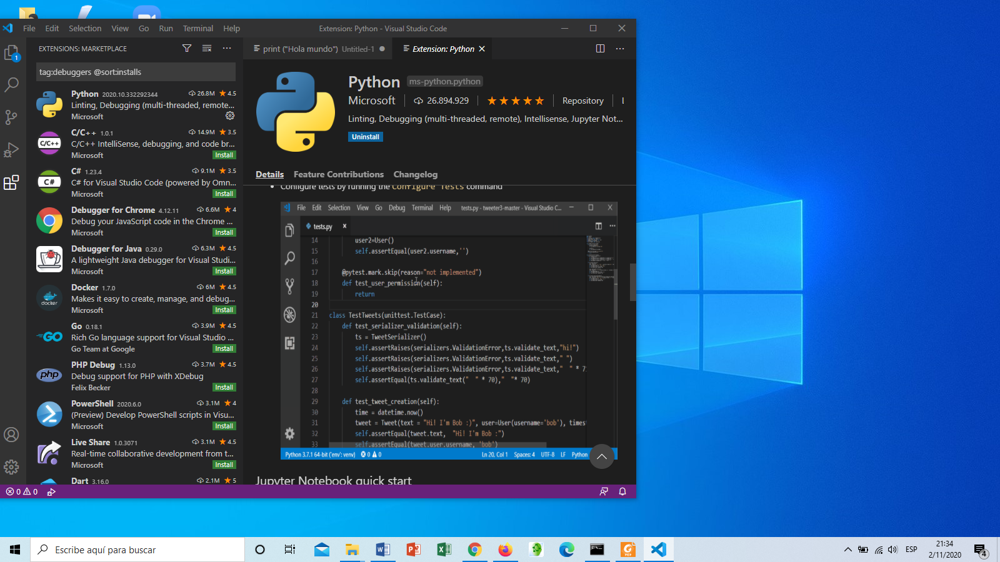 File Edit Selection View Go Run Terminal Help Extension: Python - Visual Studio Code
EXTENSIONS: MARKETPLACE
print ("Hola mundo") Untitled-1
Extension: Python
1
tag:debuggers @sort:installs
Python 2020.10.332292344 26.8M 4.5
Linting, Debugging (multi-threaded, remote...
Microsoft
C/C++
C/C++ 1.0.1 14.9M 3.5
C/C++ IntelliSense, debugging, and code br...
Microsoft Install
C#
C# 1.23.4 9.1M 3.5
C# for Visual Studio Code (powered by Omn...
Microsoft Install
Debugger for Chrome 4.12.11 6.6M 4
Debug your JavaScript code in the Chrome ...
Microsoft Install
Debugger for Java 0.29.0 6.3M 4.5
A lightweight Java debugger for Visual Studi...
Microsoft Install
docker
Docker 1.7.0 6M 4.5
Makes it easy to create, manage, and debug...
Microsoft Install
GO
Go 0.18.1 3.9M 4.5
Rich Go language support for Visual Studio ...
Go Team at Google Install
php
PHP Debug 1.13.0 3.7M 4.5
Debug support for PHP with XDebug
Felix Becker Install
PowerShell 2020.6.0 3.1M 4
(Preview) Develop PowerShell scripts in Visu...
Microsoft Install
Live Share 1.0.3071 3.1M 4.5
Real-time collaborative development from t...
Microsoft Install
Dart 3.16.0 2.1M 5
Python ms-python.python
Microsoft 26.894.929 Repository
Linting, Debugging (multi-threaded, remote), Intellisense, Jupyter Not...
Uninstall
Details Feature Contributions Changelog
Configure tests by running the Configure Tests command
File Edit Selection View Go Debug Terminal Help tests.py - tweeter3-master - Visual Studio C...
tests.py
14 user2=User()
15 self.assertEqual(user2.username,'')
16
17 @pytest.mark.skip(reason="not implemented")
18 def test_user_permission(self):
19 return
20
21 class TestTweets(unittest.TestCase):
22 def test_serializer_validation(self):
23 ts = TweetSerializer()
24 self.assertRaises(serializers.ValidationError,ts.validate_text,"hi!")
25 self.assertRaises(serializers.ValidationError,ts.validate_text," ")
26 self.assertRaises(serializers.ValidationError,ts.validate_text," " * 7
27 self.assertEqual(ts.validate_text(" " * 70)," "* 70)
28
29 def test_tweet_creation(self):
30 time = datetime.now()
31 tweet = Tweet(text = "Hi! I'm Bob :)", user=User(username='bob'), times
32 self.assertEqual(tweet.text, "Hi! I'm Bob :")
33 self.assertEqual(tweet.user.username, 'bob')
Python 3.7.1 64-bit ('env': venv) 0 0 Ln 20, Col 1 Spaces: 4 UTF-8 LF Python
Jupyter Notebook quick start
0 0
Escribe aquí para buscar
ESP
21:34
2/11/2020
4